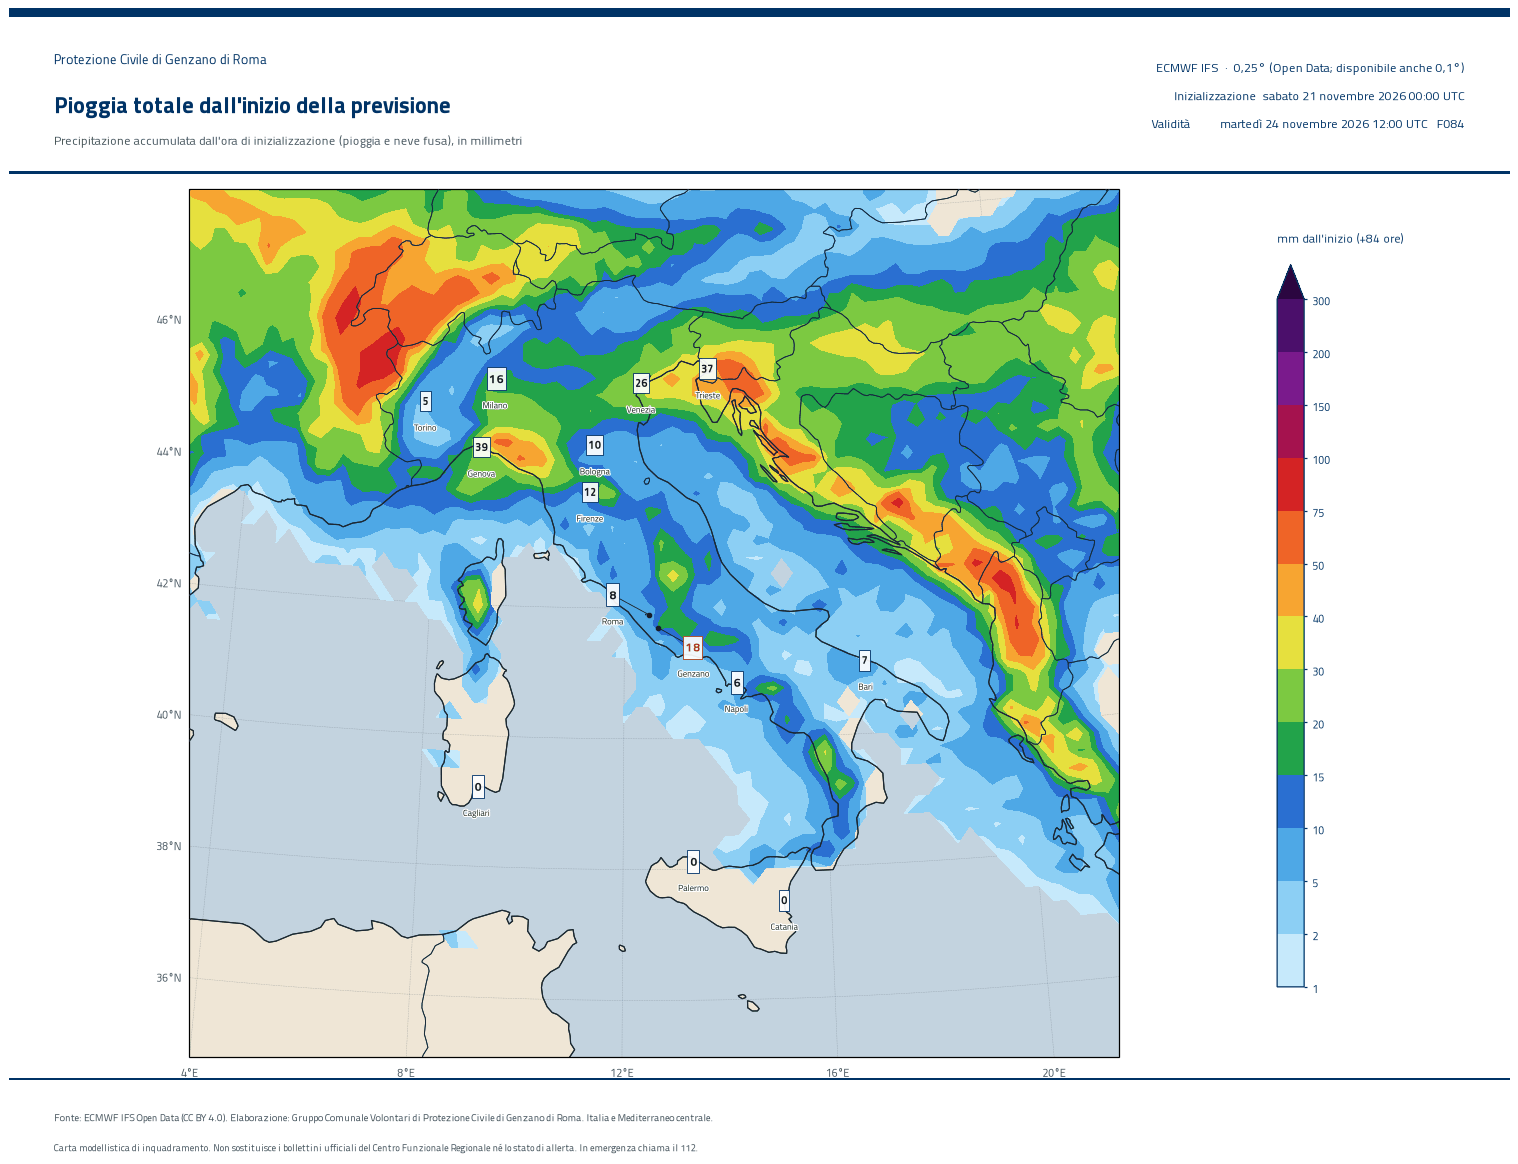 Protezione Civile di Genzano di Roma
Pioggia totale dall'inizio della previsione
Precipitazione accumulata dall'ora di inizializzazione (pioggia e neve fusa), in millimetri
ECMWF IFS · 0,25° (Open Data; disponibile anche 0,1°)
Inizializzazione sabato 21 novembre 2026 00:00 UTC
Validità martedì 24 novembre 2026 12:00 UTC F084
mm dall'inizio (+84 ore)
300
200
150
100
75
50
40
30
20
15
10
5
2
1
46°N
44°N
42°N
40°N
38°N
36°N
4°E
8°E
12°E
16°E
20°E
37
Trieste
16
Milano
26
Venezia
5
Torino
39
Genova
10
Bologna
12
Firenze
8
Roma
18
Genzano
7
Bari
6
Napoli
0
Cagliari
0
Palermo
0
Catania
Fonte: ECMWF IFS Open Data (CC BY 4.0). Elaborazione: Gruppo Comunale Volontari di Protezione Civile di Genzano di Roma. Italia e Mediterraneo centrale.
Carta modellistica di inquadramento. Non sostituisce i bollettini ufficiali del Centro Funzionale Regionale né lo stato di allerta. In emergenza chiama il 112.